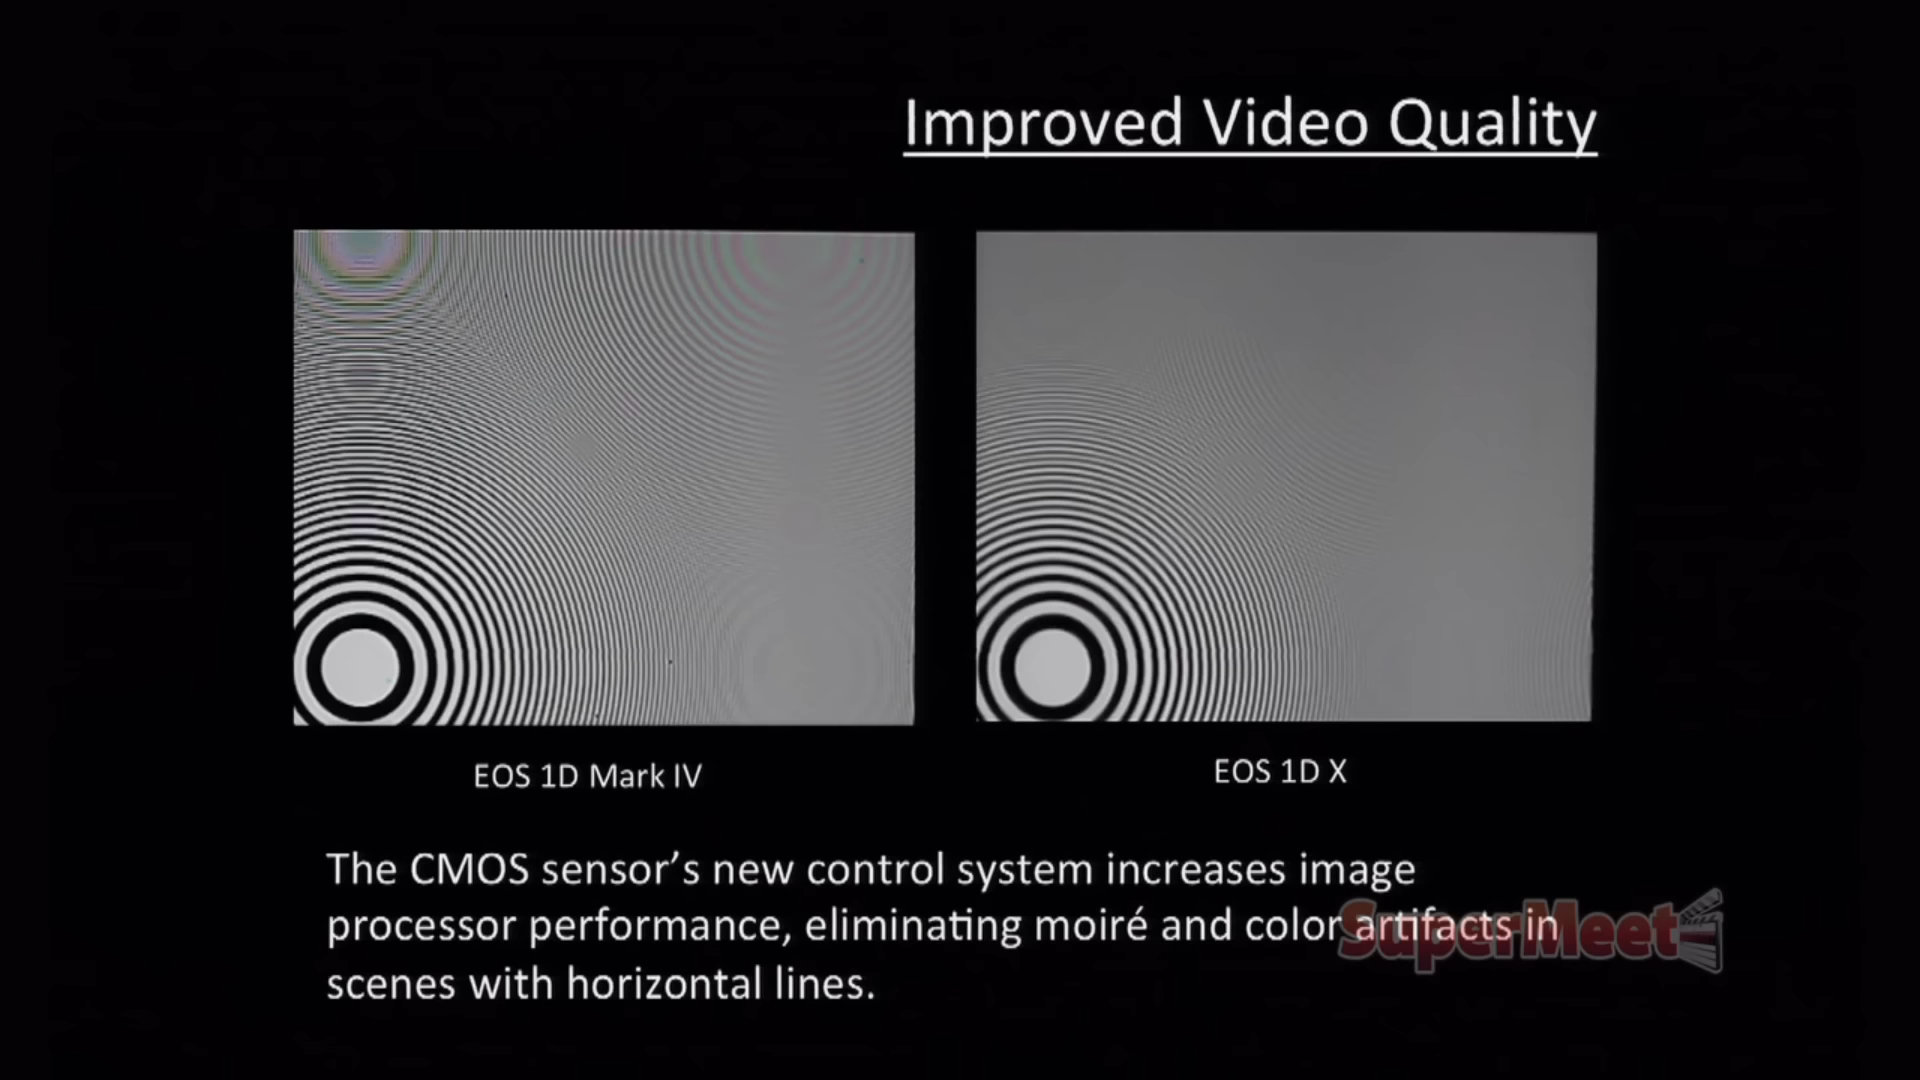 Improved Video Quality
EOS 1D Mark IV
EOS 1D X
The CMOS sensor’s new control system increases image
processor performance, eliminating moiré and color artifacts in
scenes with horizontal lines.
SuperMeet